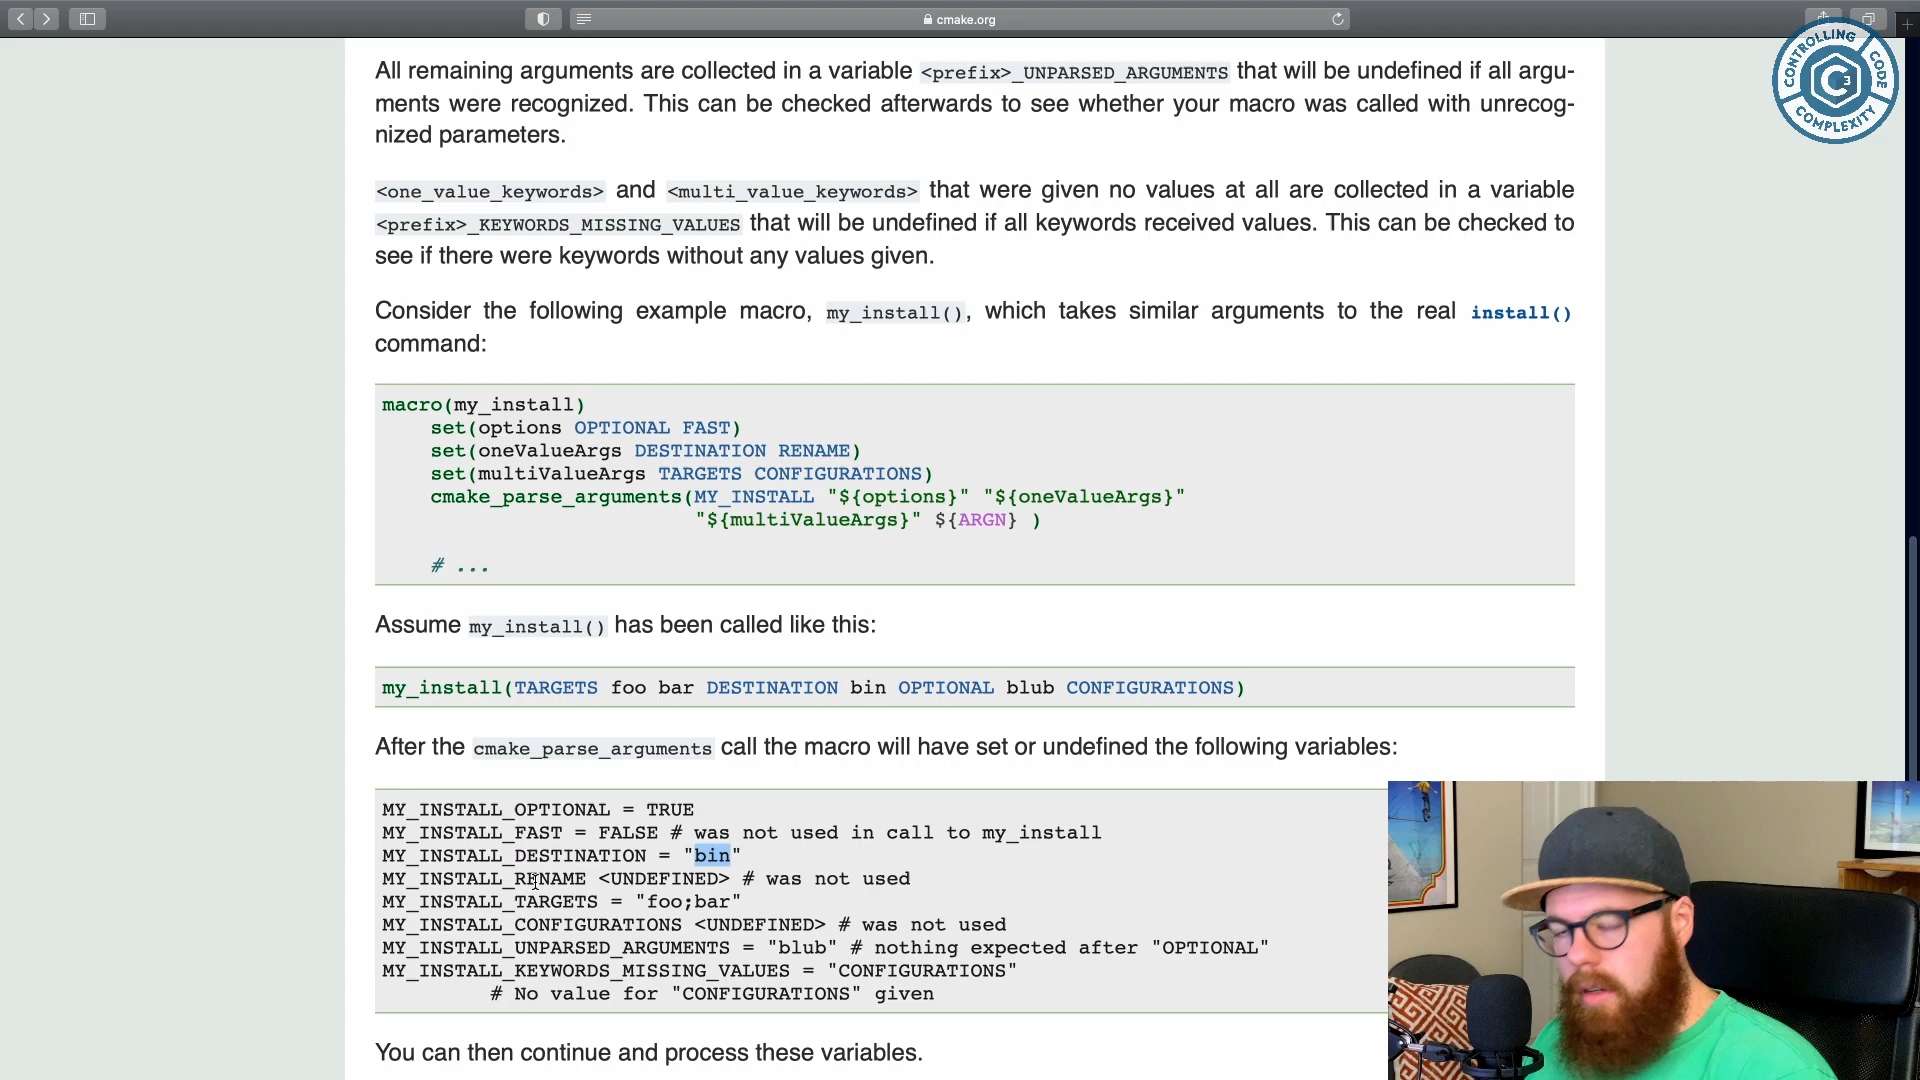 cmake.org
CONTROLLING CODE COMPLEXITY
C3
All remaining arguments are collected in a variable <prefix>_UNPARSED_ARGUMENTS that will be undefined if all argu-
ments were recognized. This can be checked afterwards to see whether your macro was called with unrecog-
nized parameters.
<one_value_keywords> and <multi_value_keywords> that were given no values at all are collected in a variable
<prefix>_KEYWORDS_MISSING_VALUES that will be undefined if all keywords received values. This can be checked to
see if there were keywords without any values given.
Consider the following example macro, my_install(), which takes similar arguments to the real install()
command:
macro(my_install)
    set(options OPTIONAL FAST)
    set(oneValueArgs DESTINATION RENAME)
    set(multiValueArgs TARGETS CONFIGURATIONS)
    cmake_parse_arguments(MY_INSTALL "${options}" "${oneValueArgs}"
                          "${multiValueArgs}" ${ARGN} )
    # ...
Assume my_install() has been called like this:
my_install(TARGETS foo bar DESTINATION bin OPTIONAL blub CONFIGURATIONS)
After the cmake_parse_arguments call the macro will have set or undefined the following variables:
MY_INSTALL_OPTIONAL = TRUE
MY_INSTALL_FAST = FALSE # was not used in call to my_install
MY_INSTALL_DESTINATION = "bin"
MY_INSTALL_RENAME <UNDEFINED> # was not used
MY_INSTALL_TARGETS = "foo;bar"
MY_INSTALL_CONFIGURATIONS <UNDEFINED> # was not used
MY_INSTALL_UNPARSED_ARGUMENTS = "blub" # nothing expected after "OPTIONAL"
MY_INSTALL_KEYWORDS_MISSING_VALUES = "CONFIGURATIONS"
         # No value for "CONFIGURATIONS" given
You can then continue and process these variables.